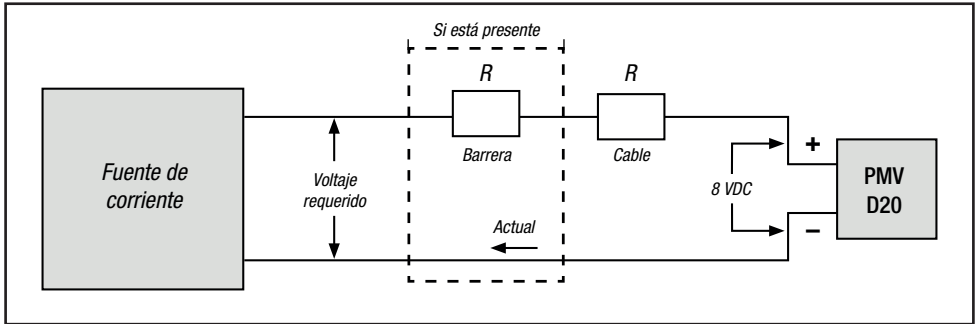 Si está presente
R
R
Fuente de
corriente
Voltaje
requerido
Barrera
Cable
8 VDC
+
PMV
D20
–
Actual